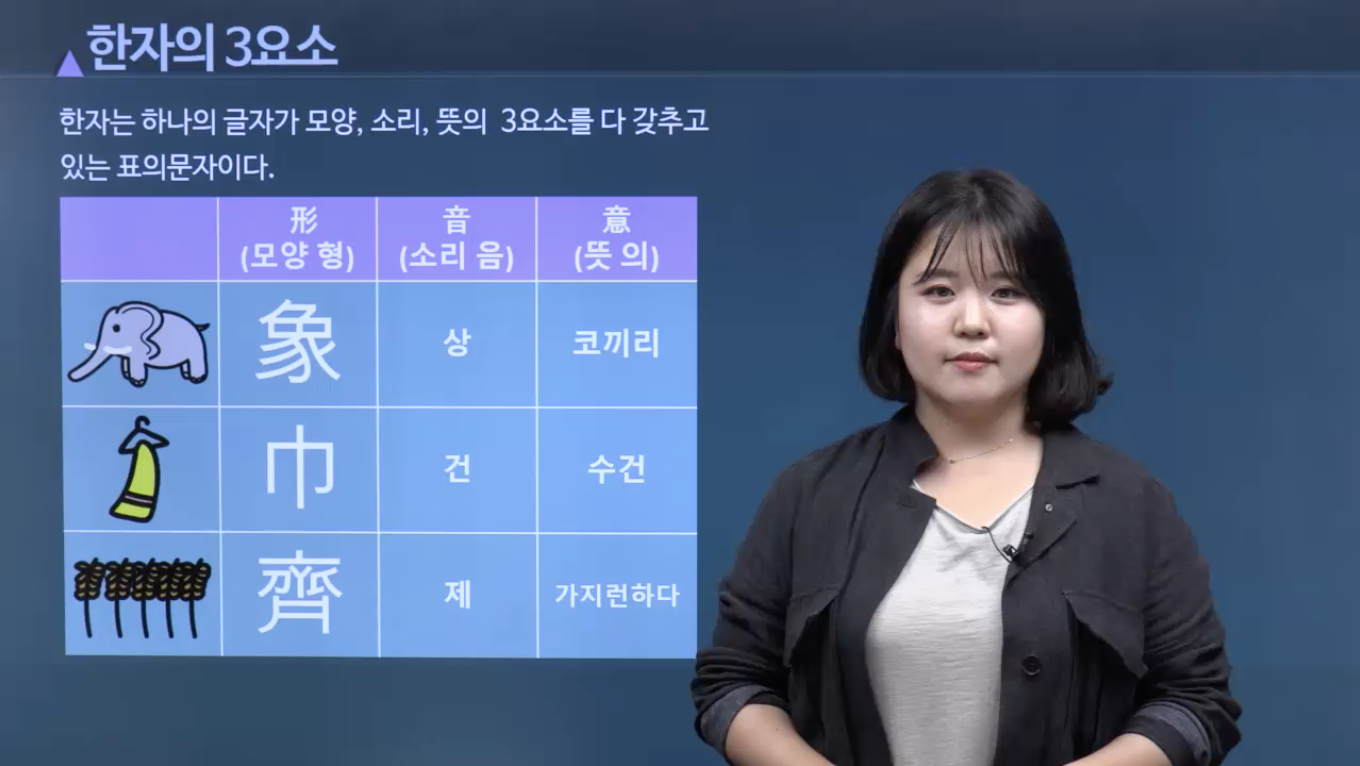 ▲한자의 3요소
한자는 하나의 글자가 모양, 소리, 뜻의 3요소를 다 갖추고
있는 표의문자이다.
形 音 意
(모양 형) (소리 음) (뜻 의)
象 상 코끼리
巾 건 수건
齊 제 가지런하다